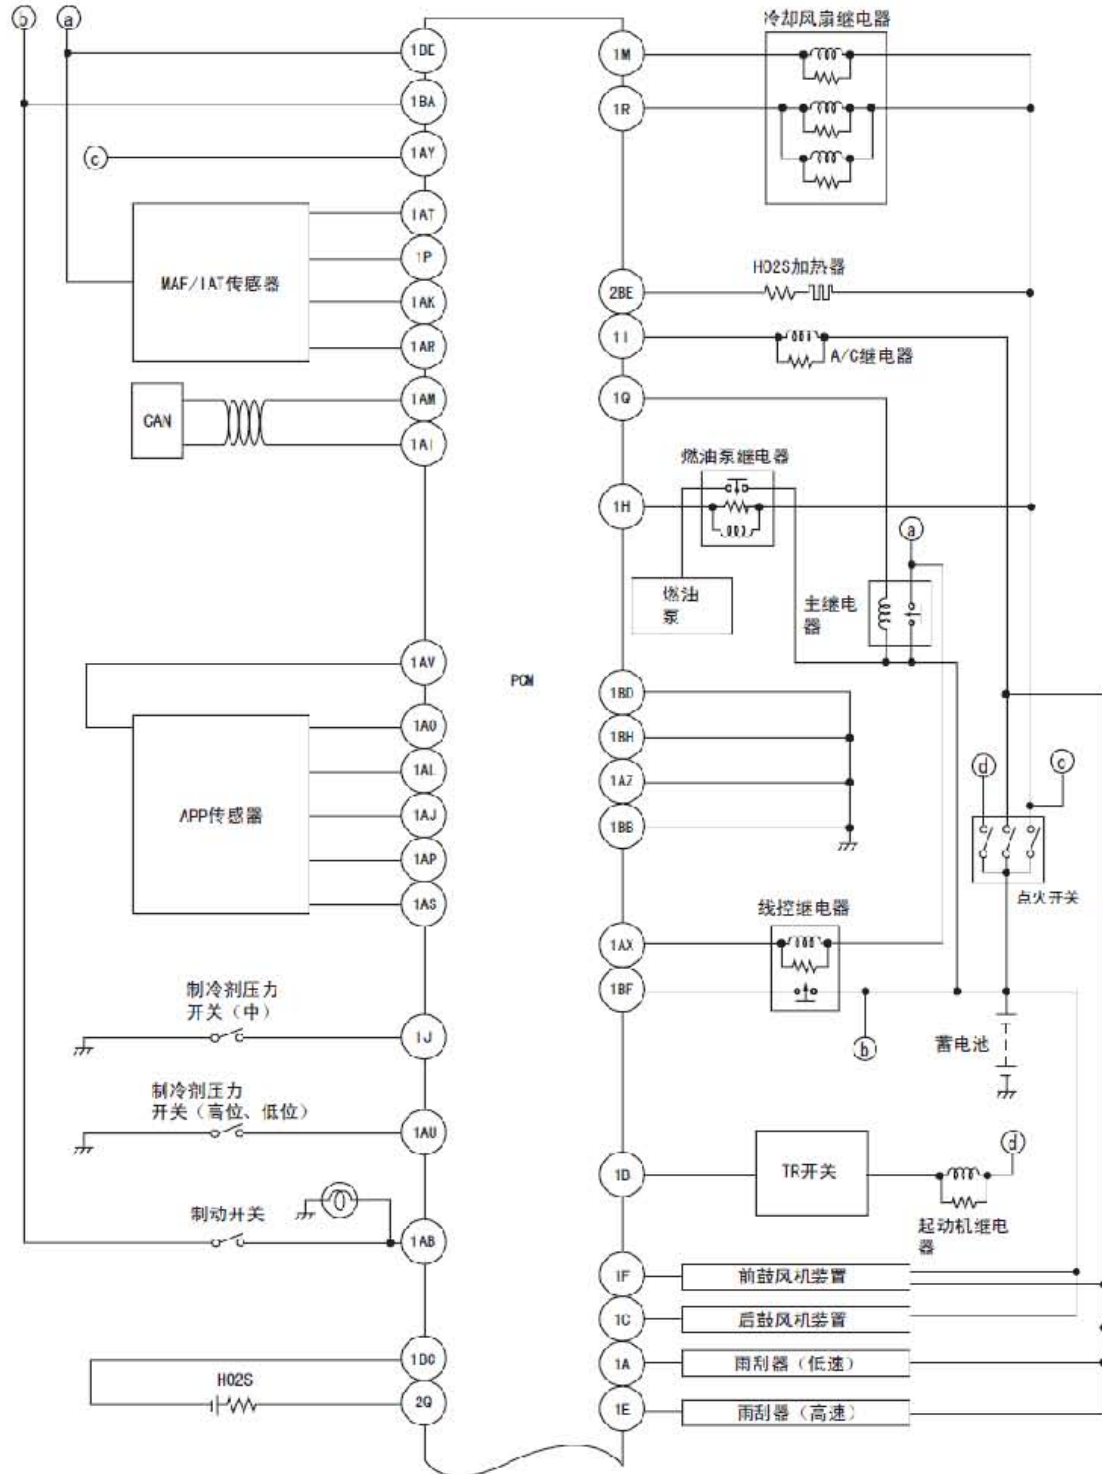 b
a
冷却风扇继电器
1DE
1M
1BA
1R
c
1AY
1AT
MAF/IAT传感器
1P
HO2S加热器
2BE
1AK
1I
A/C继电器
1AR
CAN
1AM
1Q
1AI
燃油泵继电器
1H
a
燃油
泵
主继电
器
1AV
PCM
1BD
1AO
1BH
d
c
1AL
1AZ
APP传感器
1AJ
1BB
1AP
点火开关
1AS
线控继电器
1AX
制冷剂压力
开关（中）
1BF
1J
b
蓄电池
制冷剂压力
开关（高位、低位）
1AU
1D
TR开关
d
制动开关
起动机继电
器
1AB
1F
前鼓风机装置
1C
后鼓风机装置
1DC
1A
雨刮器（低速）
HO2S
2Q
1E
雨刮器（高速）